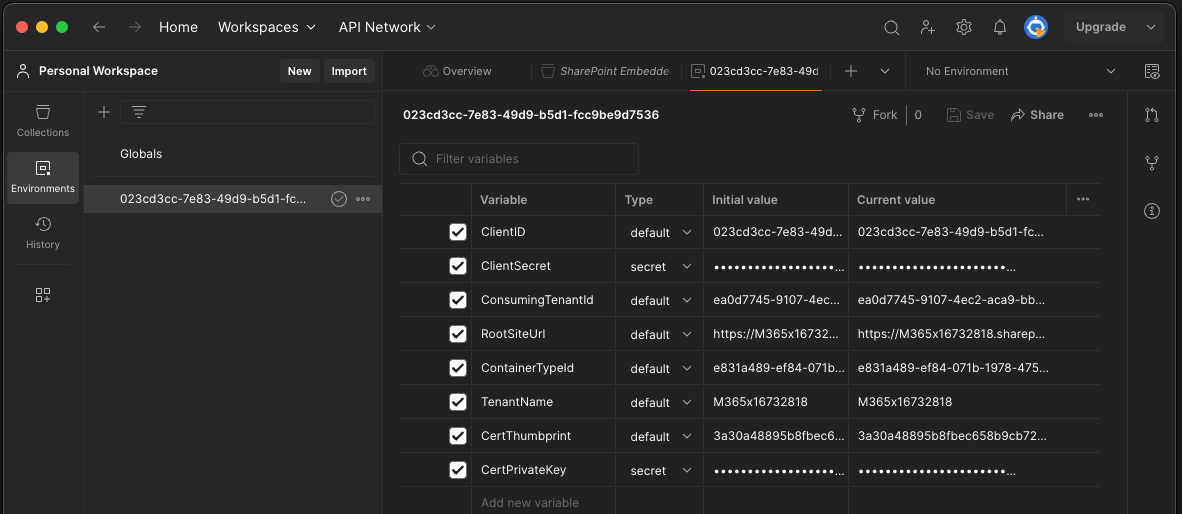 Home Workspaces API Network Upgrade
Personal Workspace New Import
Overview SharePoint Embedde 023cd3cc-7e83-49d9 No Environment
Collections
Environments
History
Globals
023cd3cc-7e83-49d9-b5d1-fc...
023cd3cc-7e83-49d9-b5d1-fcc9be9d7536 Fork 0 Save Share
Filter variables
Variable Type Initial value Current value
ClientID default 023cd3cc-7e83-49d... 023cd3cc-7e83-49d9-b5d1-fc...
ClientSecret secret ••••••••••••••••••... ••••••••••••••••••••••...
ConsumingTenantId default ea0d7745-9107-4ec... ea0d7745-9107-4ec2-aca9-bb...
RootSiteUrl default https://M365x16732... https://M365x16732818.sharep...
ContainerTypeId default e831a489-ef84-071b... e831a489-ef84-071b-1978-475...
TenantName default M365x16732818 M365x16732818
CertThumbprint default 3a30a48895b8fbec6... 3a30a48895b8fbec658b9cb72...
CertPrivateKey secret ••••••••••••••••••... ••••••••••••••••••••••...
Add new variable